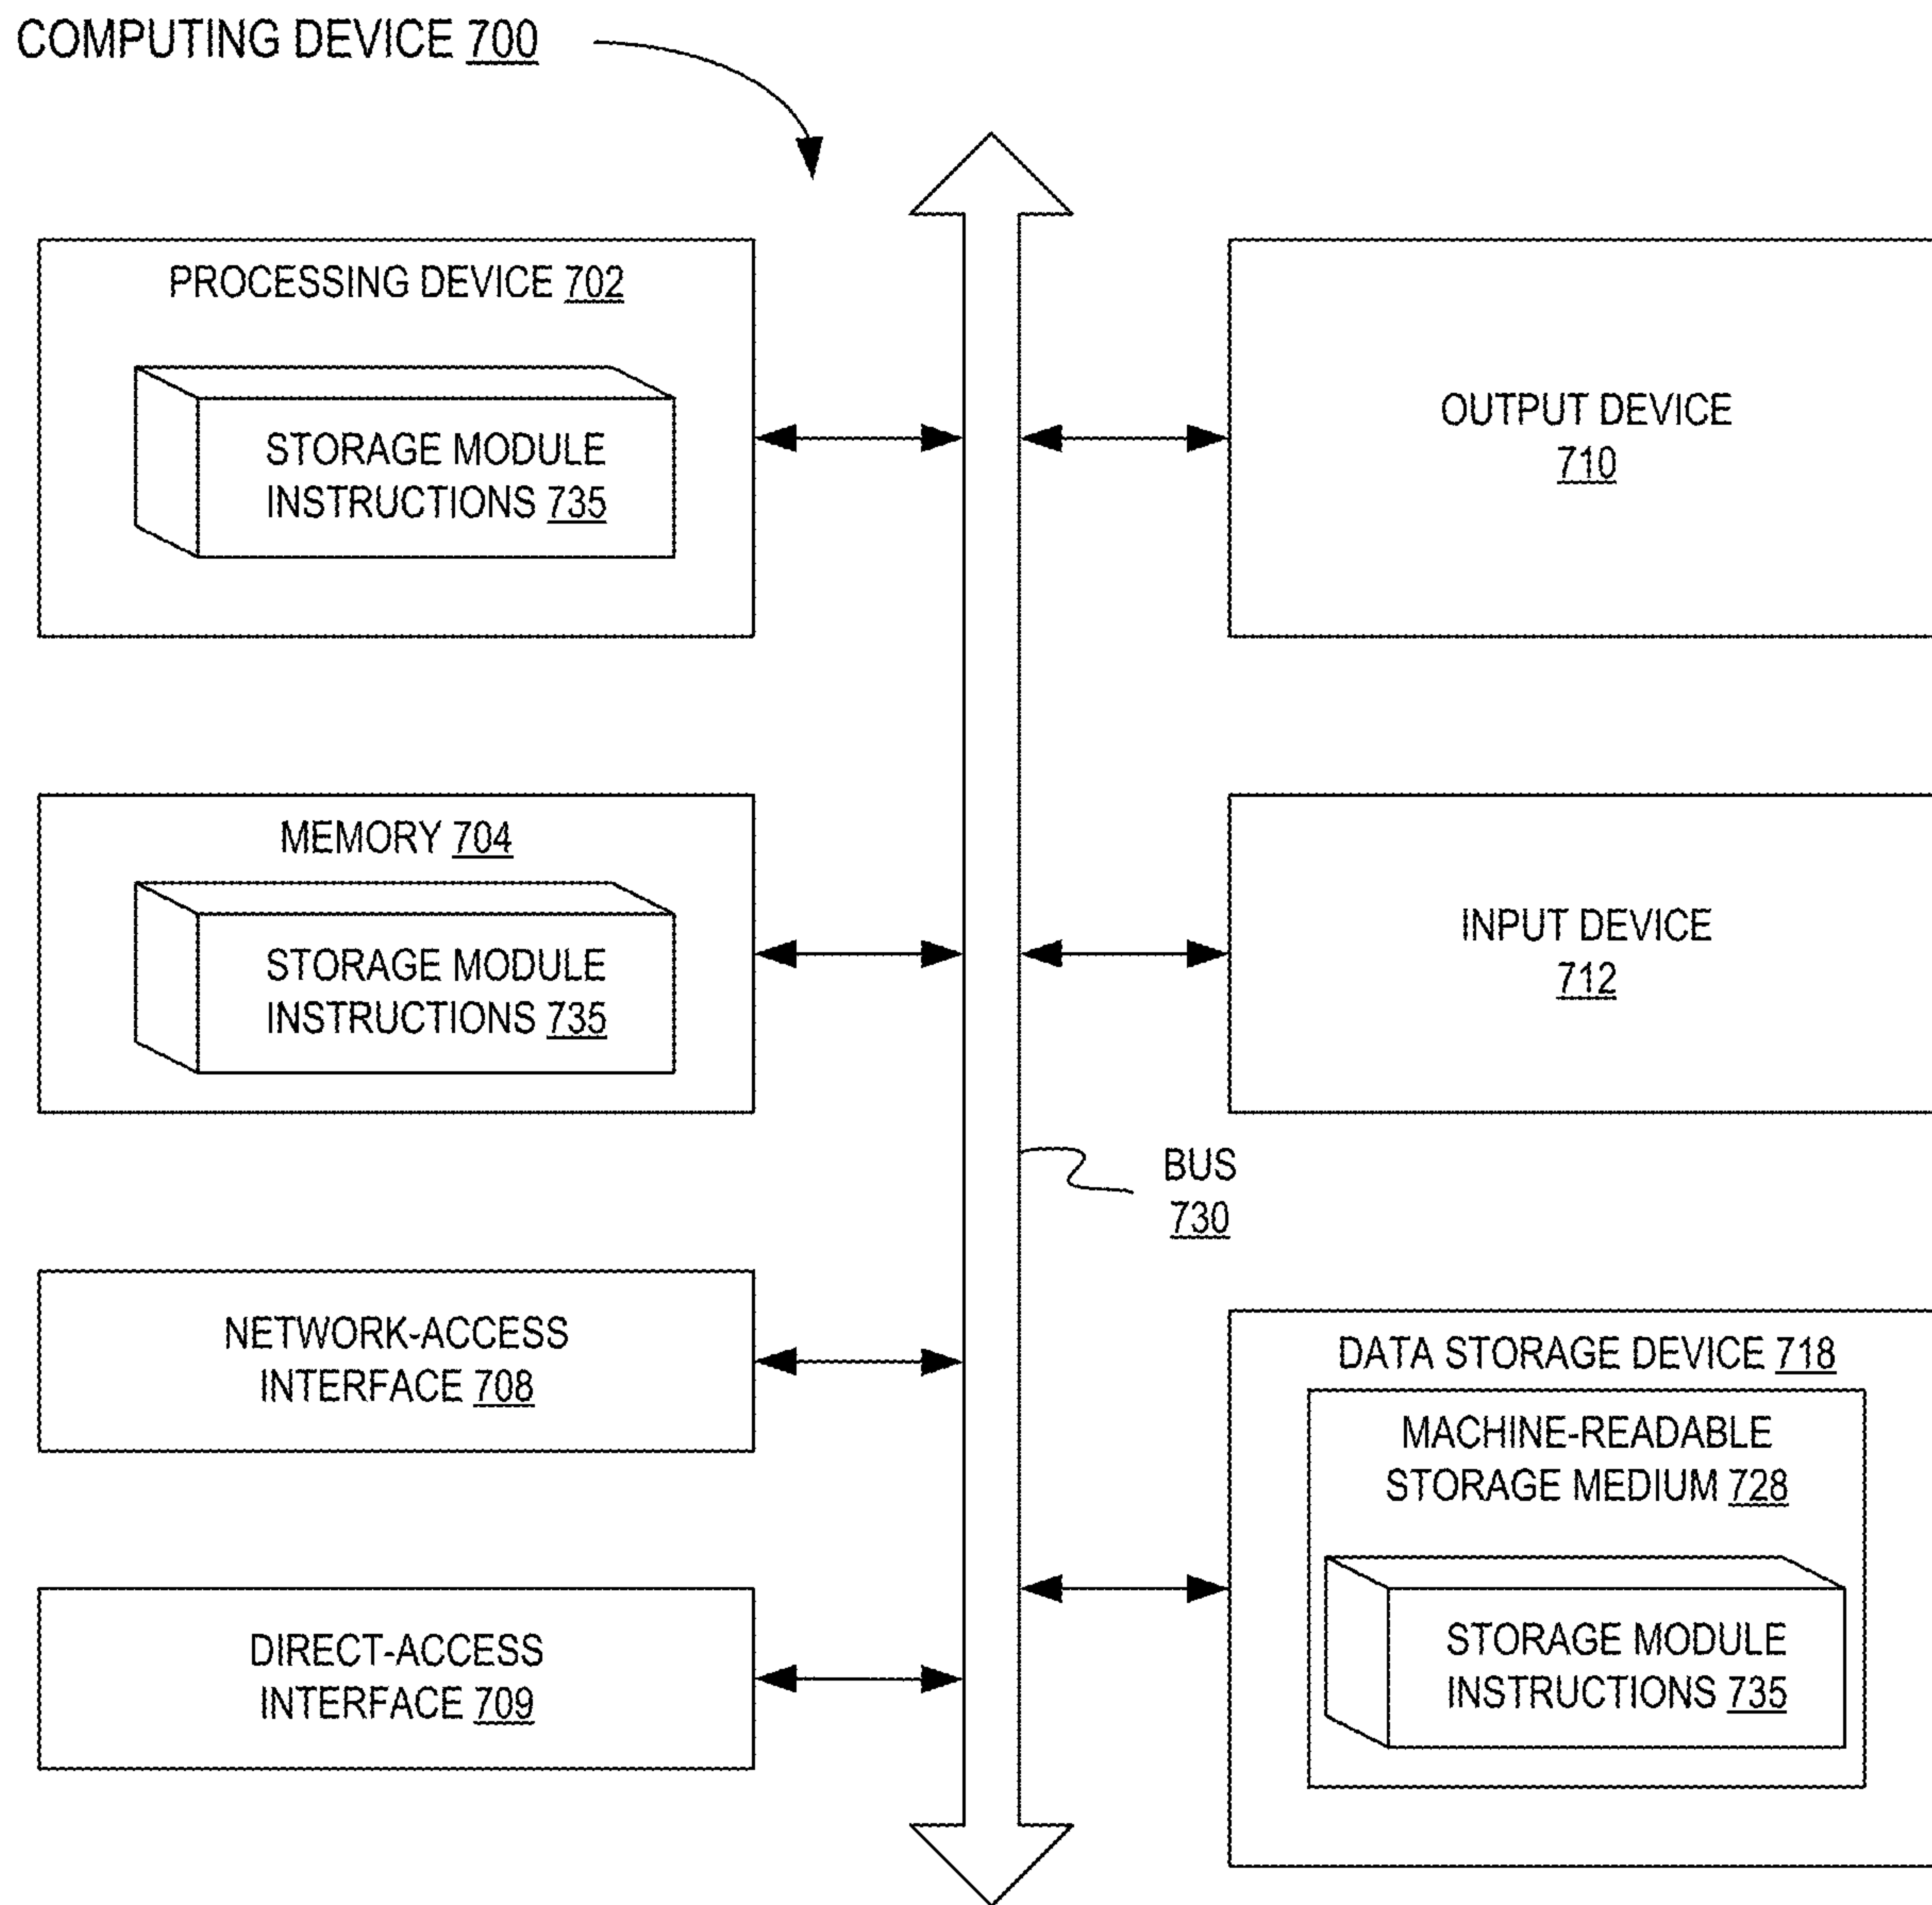 COMPUTING DEVICE 700
PROCESSING DEVICE 702
STORAGE MODULE
INSTRUCTIONS 735
OUTPUT DEVICE
710
MEMORY 704
STORAGE MODULE
INSTRUCTIONS 735
INPUT DEVICE
712
BUS
730
NETWORK-ACCESS
INTERFACE 708
DATA STORAGE DEVICE 718
MACHINE-READABLE
STORAGE MEDIUM 728
STORAGE MODULE
INSTRUCTIONS 735
DIRECT-ACCESS
INTERFACE 709